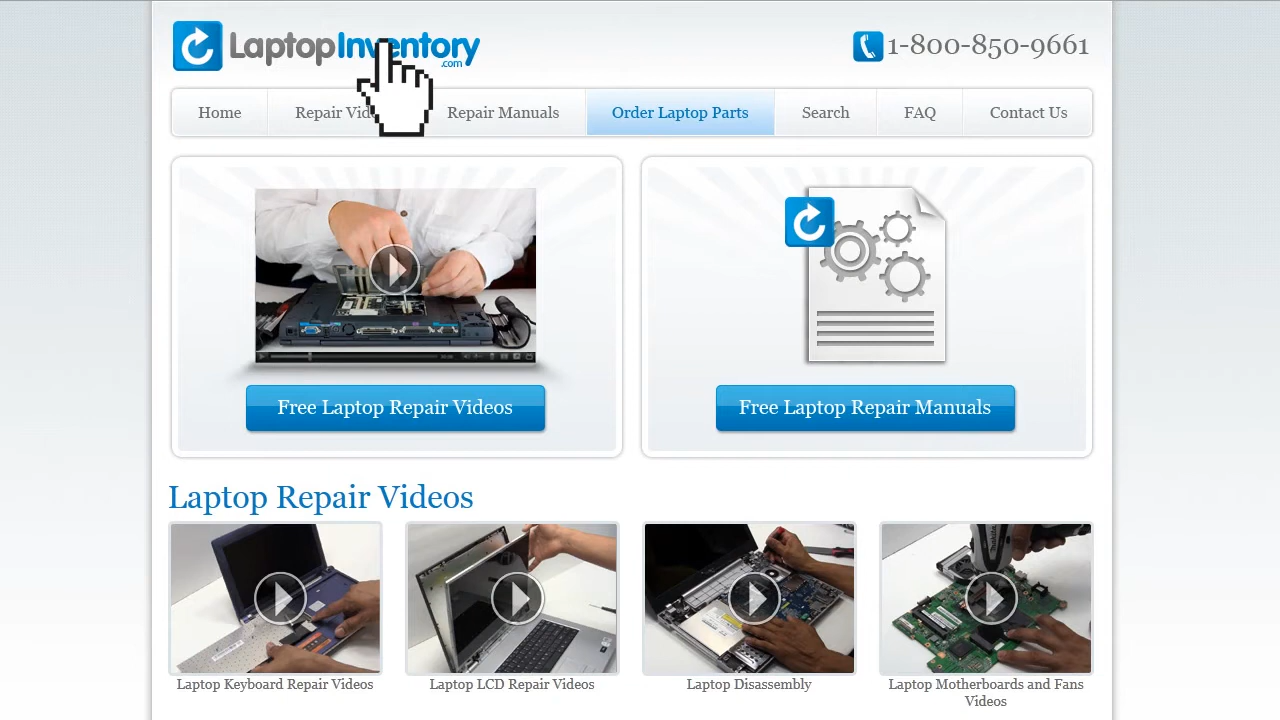 LaptopInventory
.com
1-800-850-9661
Home
Repair Vid
Repair Manuals
Order Laptop Parts
Search
FAQ
Contact Us
Free Laptop Repair Videos
Free Laptop Repair Manuals
Laptop Repair Videos
Laptop Keyboard Repair Videos
Laptop LCD Repair Videos
Laptop Disassembly
Laptop Motherboards and Fans
Videos